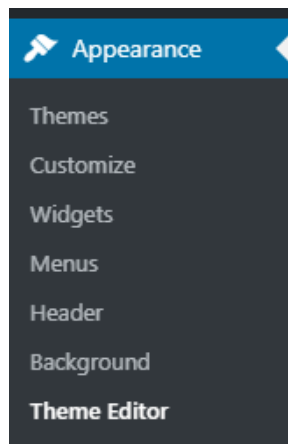 Appearance
Themes
Customize
Widgets
Menus
Header
Background
Theme Editor